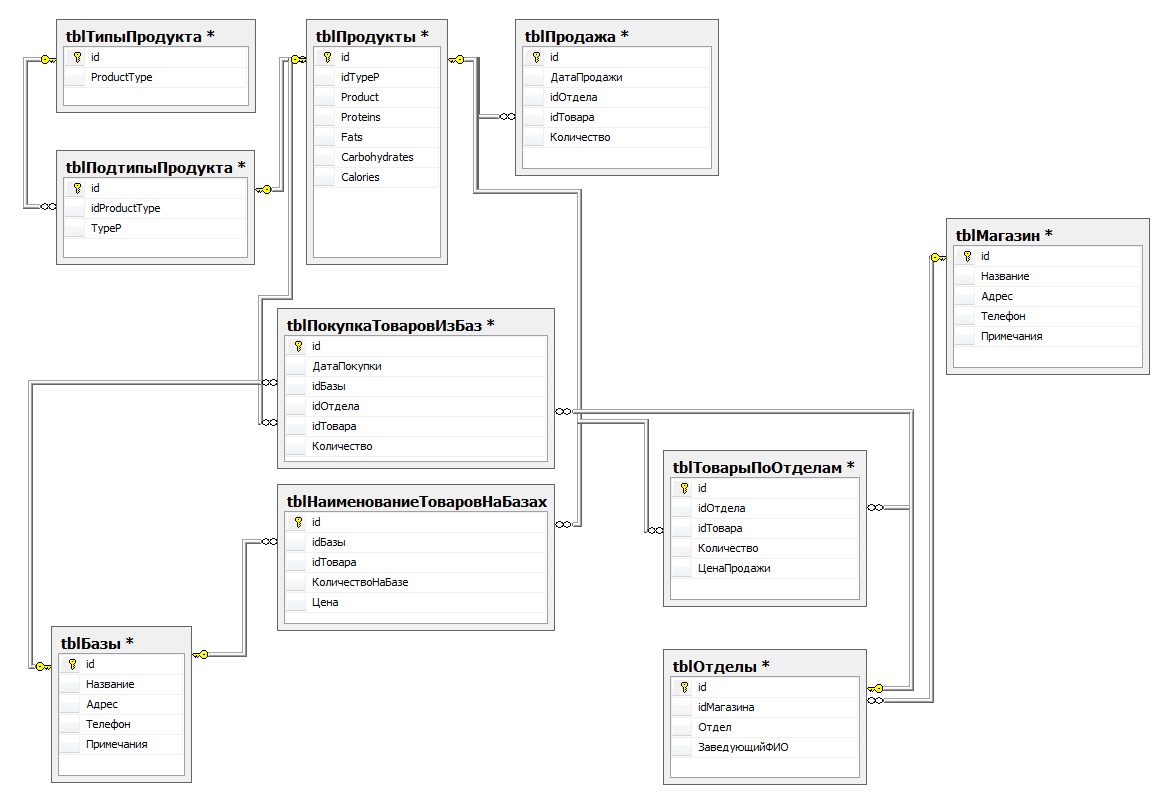 tblТипыПродукта *
id
ProductType
tblПодтипыПродукта *
id
idProductType
TypeP
tblПродукты *
id
idTypeP
Product
Proteins
Fats
Carbohydrates
Calories
tblПродажа *
id
ДатаПродажи
idОтдела
idТовара
Количество
tblМагазин *
id
Название
Адрес
Телефон
Примечания
tblПокупкаТоваровИзБаз *
id
ДатаПокупки
idБазы
idОтдела
idТовара
Количество
tblНаименованиеТоваровНаБазах
id
idБазы
idТовара
КоличествоНаБазе
Цена
tblТоварыПоОтделам *
id
idОтдела
idТовара
Количество
ЦенаПродажи
tblБазы *
id
Название
Адрес
Телефон
Примечания
tblОтделы *
id
idМагазина
Отдел
ЗаведующийФИО